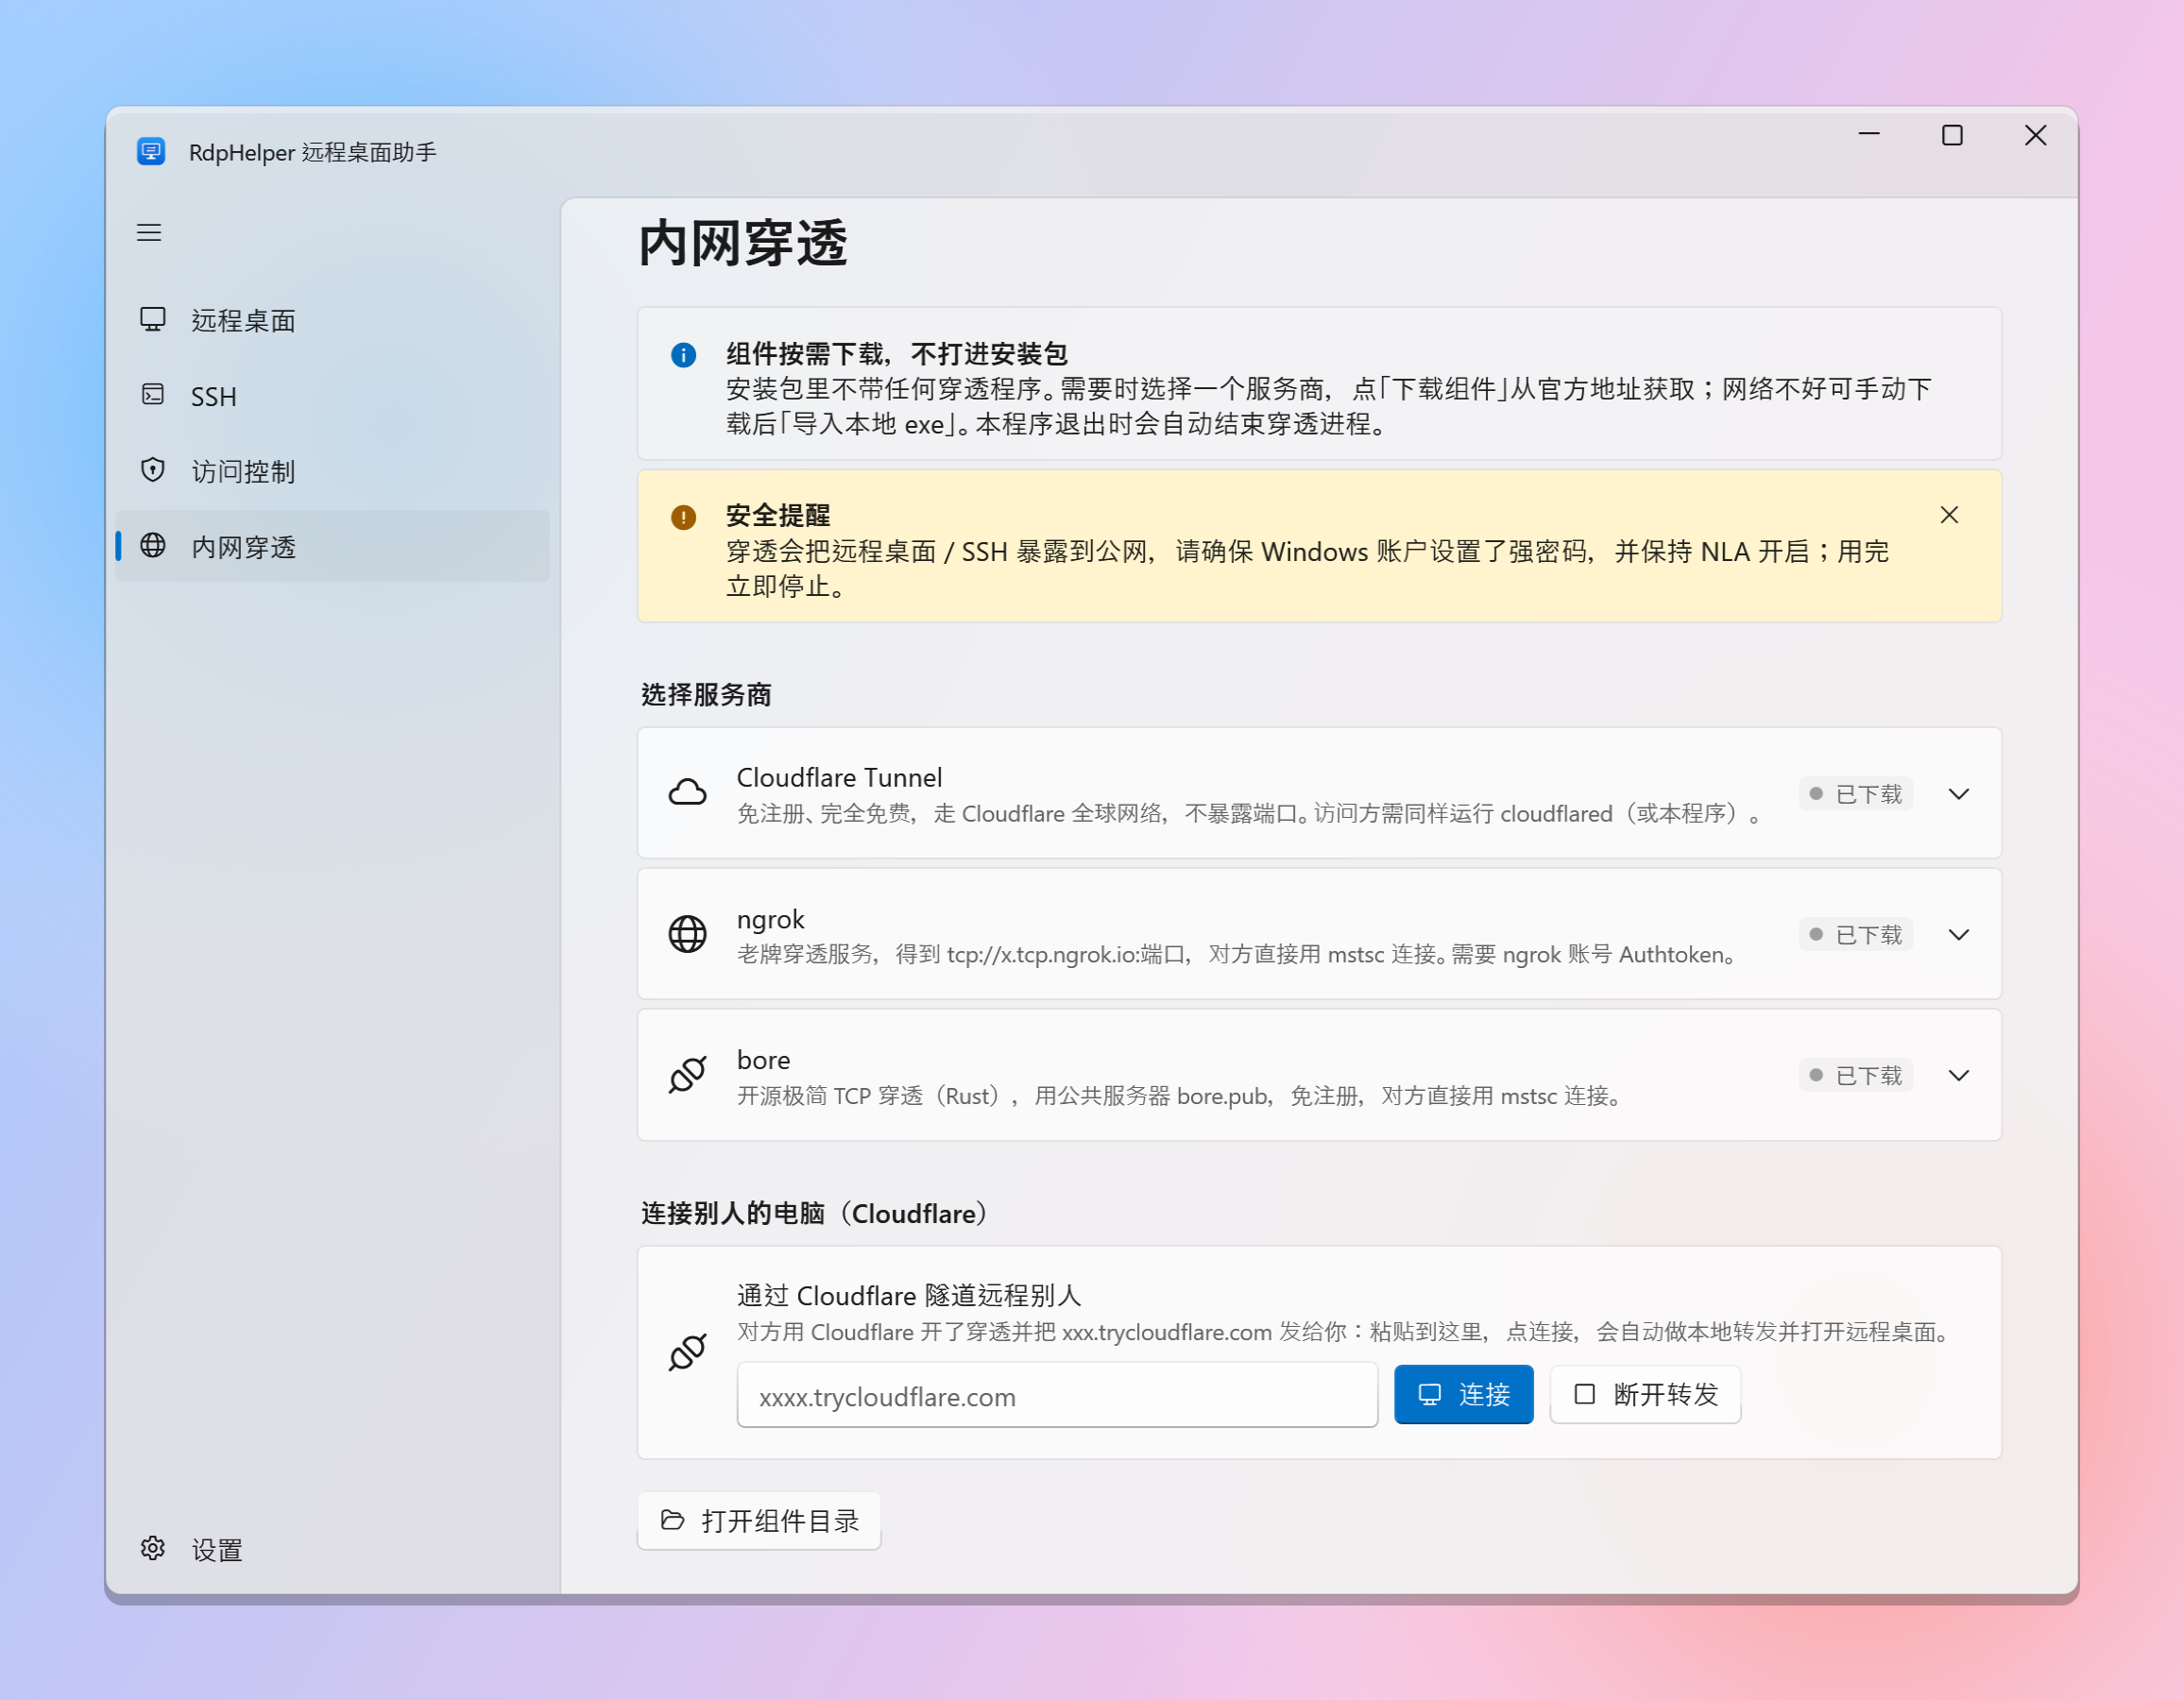 RdpHelper 远程桌面助手
远程桌面
SSH
访问控制
内网穿透
设置
内网穿透
组件按需下载，不打进安装包
安装包里不带任何穿透程序。需要时选择一个服务商，点「下载组件」从官方地址获取；网络不好可手动下
载后「导入本地 exe」。本程序退出时会自动结束穿透进程。
安全提醒
穿透会把远程桌面 / SSH 暴露到公网，请确保 Windows 账户设置了强密码，并保持 NLA 开启；用完
立即停止。
选择服务商
Cloudflare Tunnel
免注册、完全免费，走 Cloudflare 全球网络，不暴露端口。访问方需同样运行 cloudflared（或本程序）。
已下载
ngrok
老牌穿透服务，得到 tcp://x.tcp.ngrok.io:端口，对方直接用 mstsc 连接。需要 ngrok 账号 Authtoken。
已下载
bore
开源极简 TCP 穿透（Rust），用公共服务器 bore.pub，免注册，对方直接用 mstsc 连接。
已下载
连接别人的电脑（Cloudflare）
通过 Cloudflare 隧道远程别人
对方用 Cloudflare 开了穿透并把 xxx.trycloudflare.com 发给你：粘贴到这里，点连接，会自动做本地转发并打开远程桌面。
xxxx.trycloudflare.com
连接
断开转发
打开组件目录